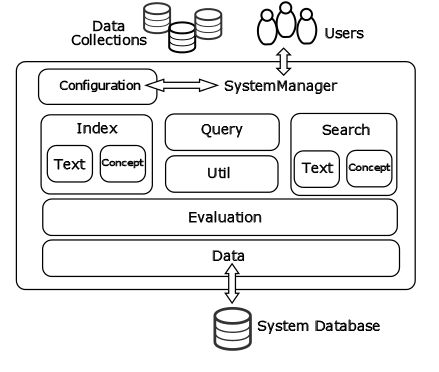 Data
Collections
Users
Configuration
SystemManager
Index
Query
Search
Text
Concept
Util
Text
Concept
Evaluation
Data
System Database